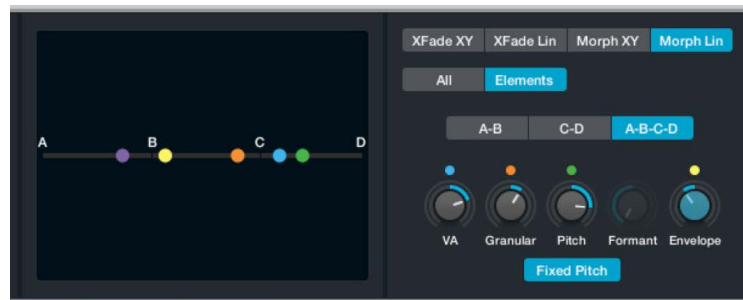 XFade XY XFade Lin Morph XY Morph Lin
All Elements
A-B C-D A-B-C-D
A B C D
VA Granular Pitch Formant Envelope
Fixed Pitch